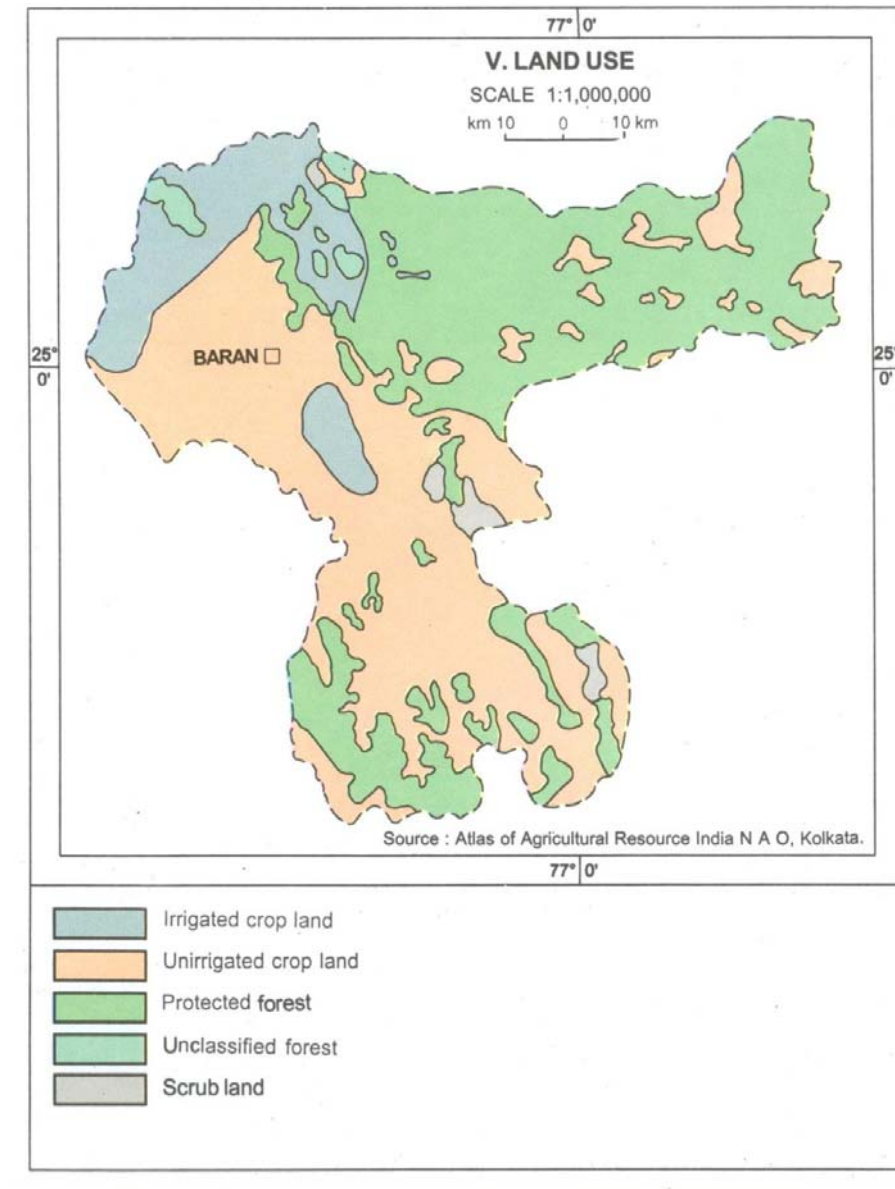 77° 0'
V. LAND USE
SCALE 1:1,000,000
km 10 0 10 km
25° 0'
25° 0'
BARAN
Source : Atlas of Agricultural Resource India N A O, Kolkata.
77° 0'
Irrigated crop land
Unirrigated crop land
Protected forest
Unclassified forest
Scrub land